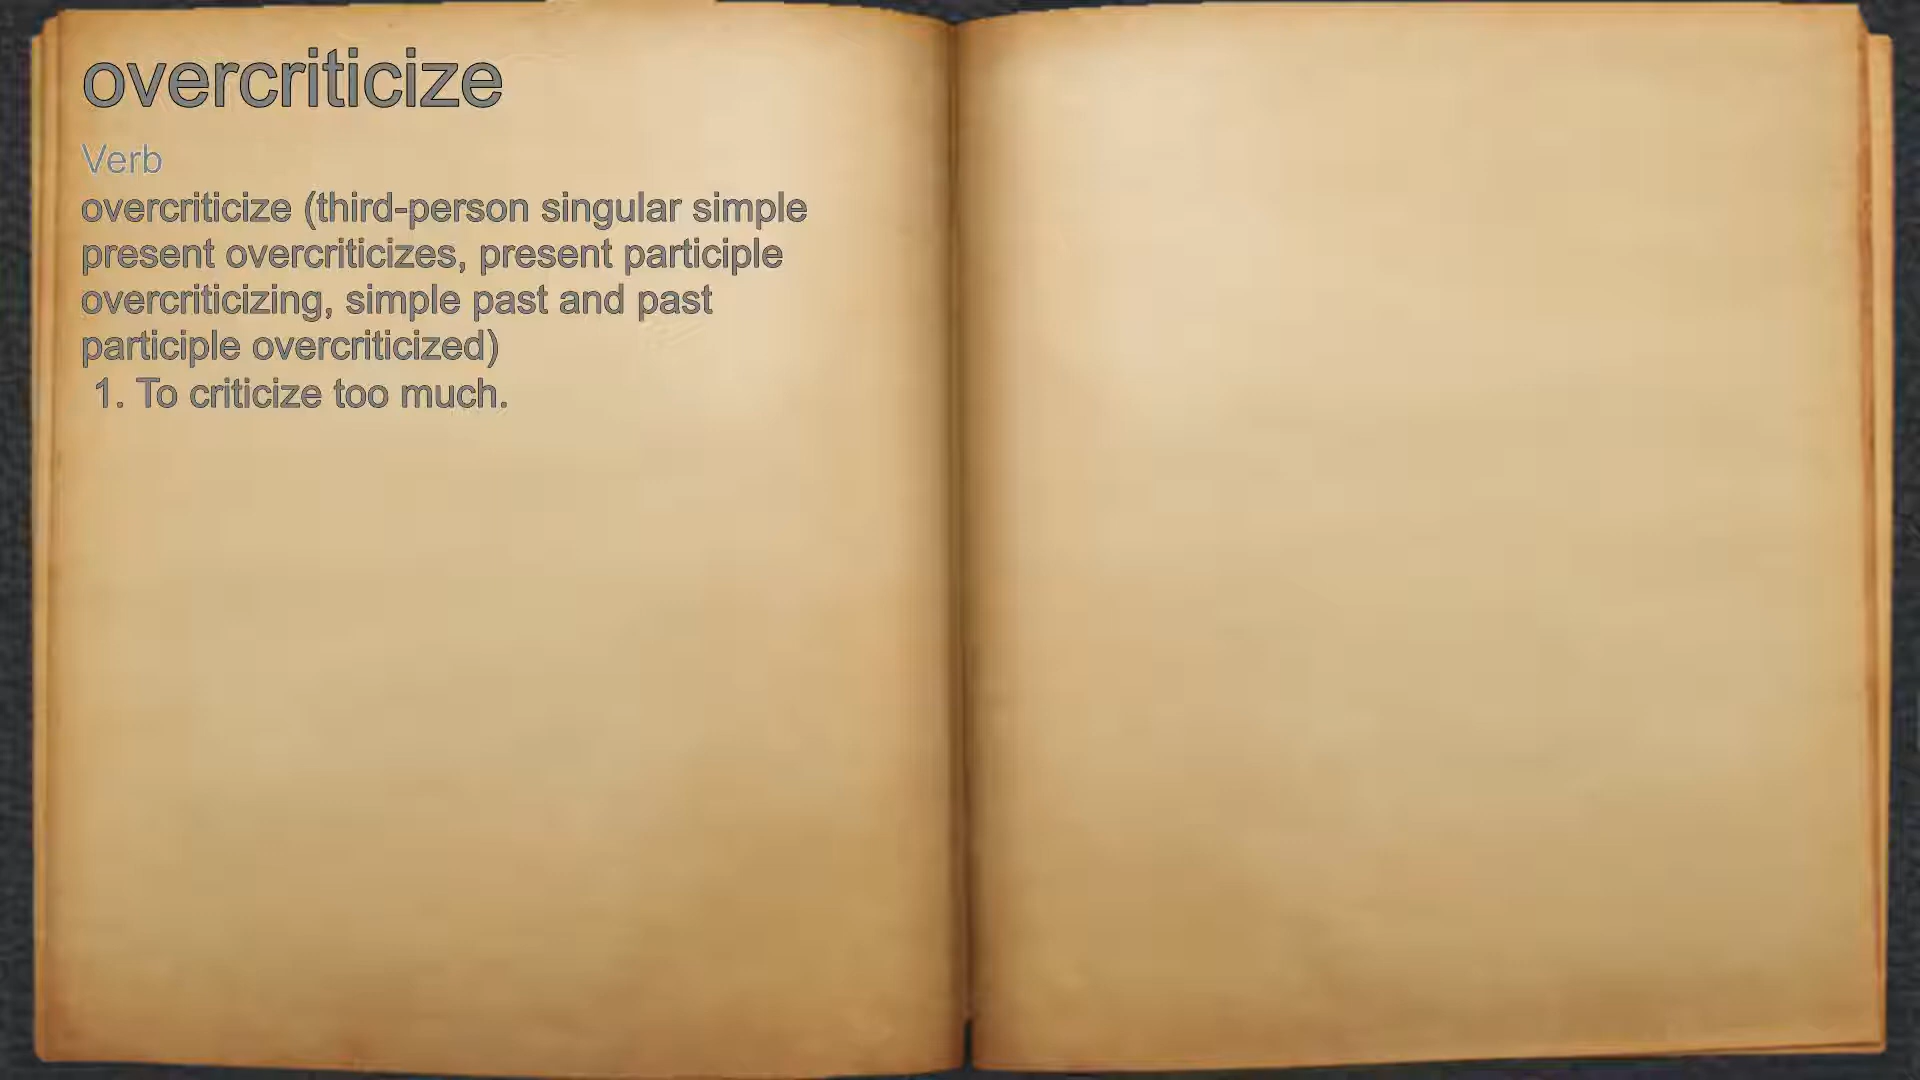 overcriticize
Verb
overcriticize (third-person singular simple
present overcriticizes, present participle
overcriticizing, simple past and past
participle overcriticized)
1. To criticize too much.